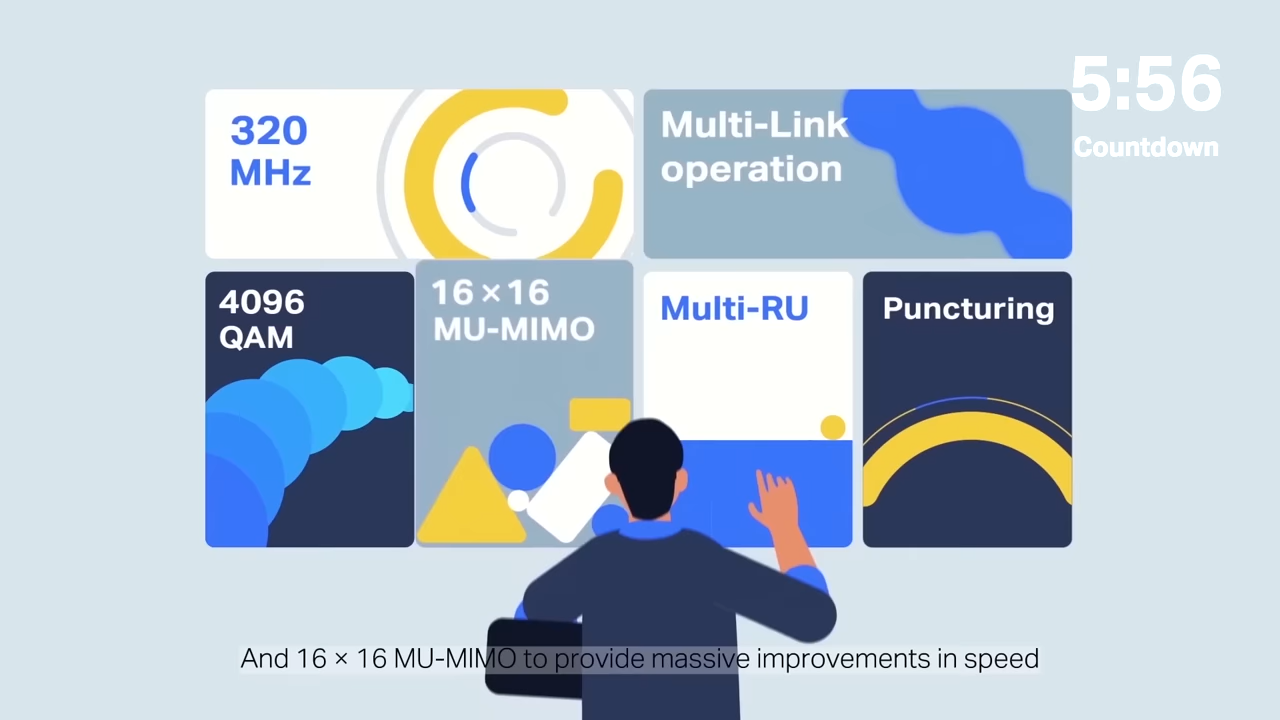 5:56
Countdown
320
MHz
Multi-Link
operation
4096
QAM
16×16
MU-MIMO
Multi-RU
Puncturing
And 16 × 16 MU-MIMO to provide massive improvements in speed